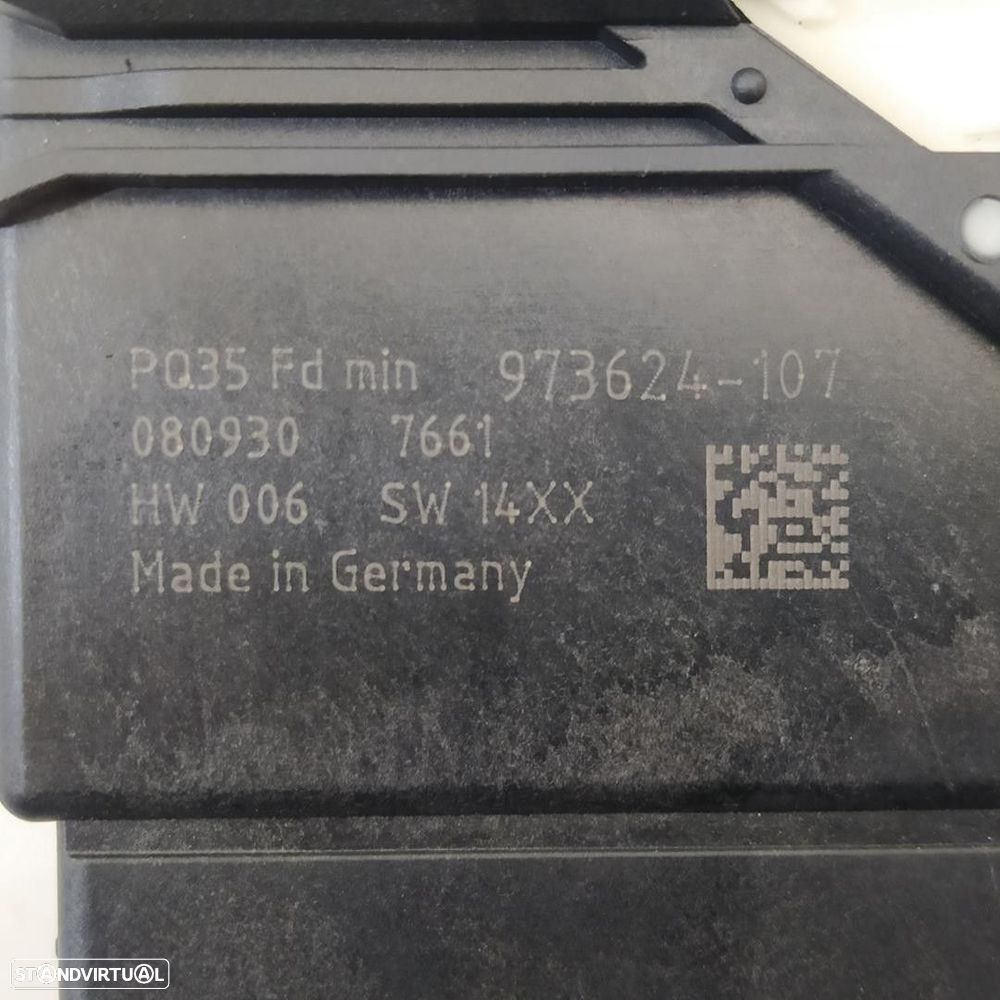 PQ35 Fd min 973624-107
080930 7661
HW 006 SW 14XX
Made in Germany
STANDVIRTUAL